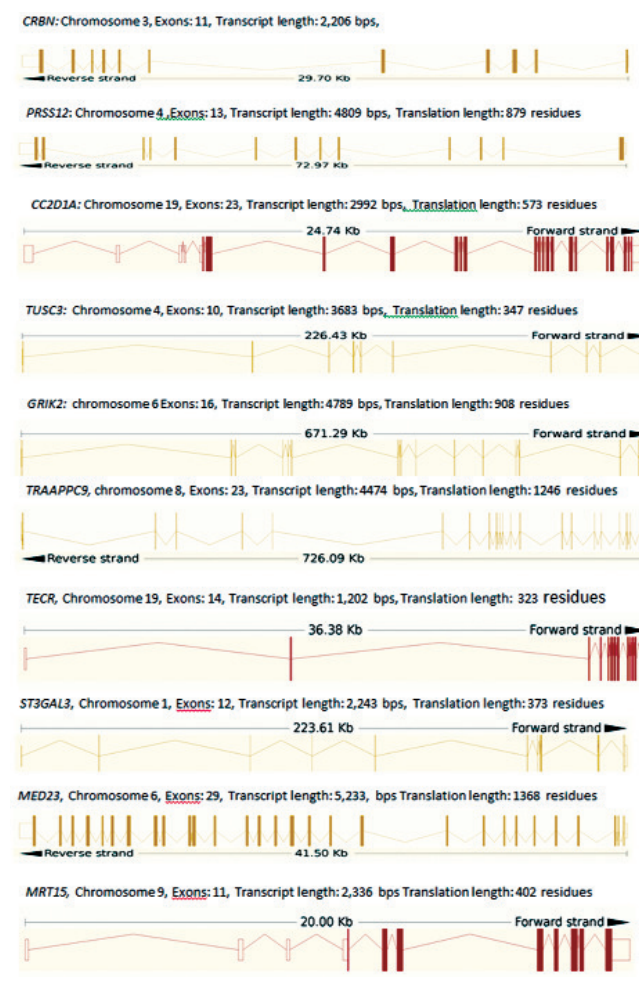 CRBN: Chromosome 3, Exons: 11, Transcript length: 2,206 bps,
Reverse strand 29.70 Kb
PRSS12: Chromosome 4 ,Exons: 13, Transcript length: 4809 bps, Translation length: 879 residues
Reverse strand 72.97 Kb
CC2D1A: Chromosome 19, Exons: 23, Transcript length: 2992 bps, Translation length: 573 residues
24.74 Kb Forward strand
TUSC3: Chromosome 4, Exons: 10, Transcript length: 3683 bps, Translation length: 347 residues
226.43 Kb Forward strand
GRIK2: chromosome 6 Exons: 16, Transcript length: 4789 bps, Translation length: 908 residues
671.29 Kb Forward strand
TRAAPPC9, chromosome 8, Exons: 23, Transcript length: 4474 bps, Translation length: 1246 residues
Reverse strand 726.09 Kb
TECR, Chromosome 19, Exons: 14, Transcript length: 1,202 bps, Translation length: 323 residues
36.38 Kb Forward strand
ST3GAL3, Chromosome 1, Exons: 12, Transcript length: 2,243 bps, Translation length: 373 residues
223.61 Kb Forward strand
MED23, Chromosome 6, Exons: 29, Transcript length: 5,233, bps Translation length: 1368 residues
Reverse strand 41.50 Kb
MRT15, Chromosome 9, Exons: 11, Transcript length: 2,336 bps Translation length: 402 residues
20.00 Kb Forward strand